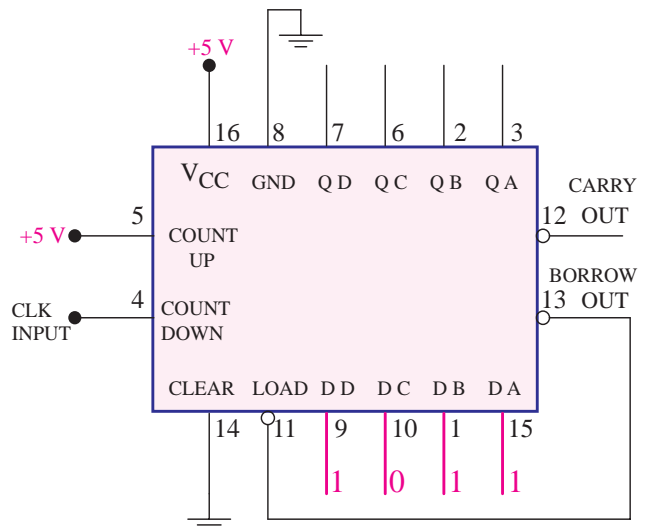 +5 V
16 8 7 6 2 3
VCC GND Q D Q C Q B Q A
CARRY
OUT
12
5
+5 V
COUNT
UP
BORROW
OUT
13
4
CLK
INPUT
COUNT
DOWN
CLEAR LOAD D D D C D B D A
14 11 9 10 1 15
1 0 1 1